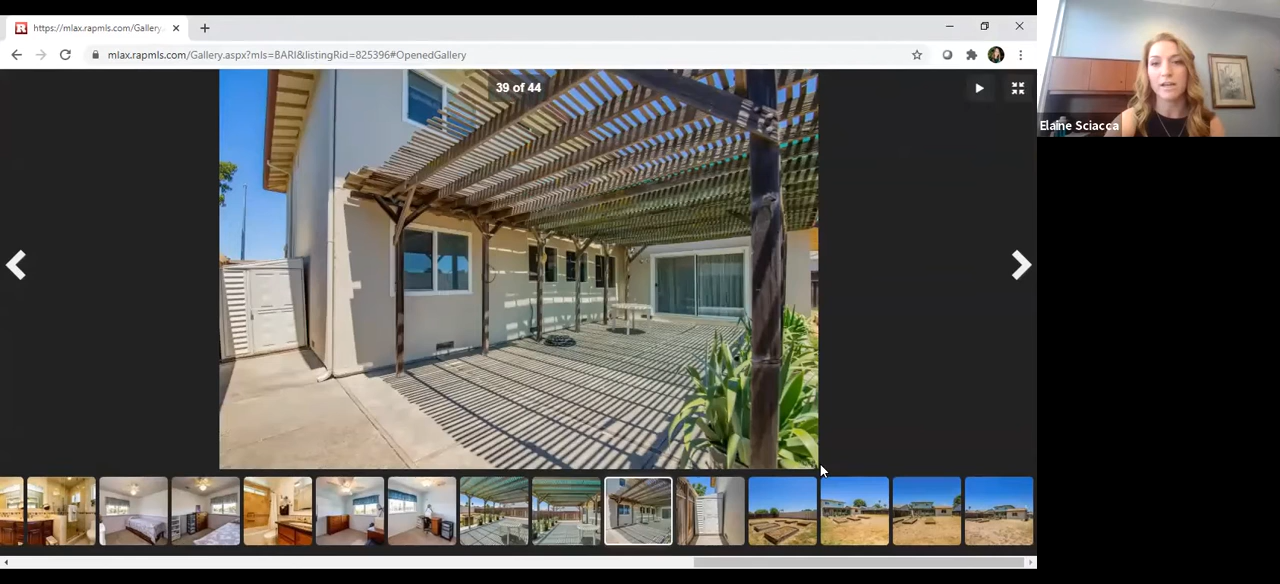 https://mlax.rapmls.com/Gallery.
mlax.rapmls.com/Gallery.aspx?mls=BARI&listingRid=825396#OpenedGallery
39 of 44
Elaine Sciacca